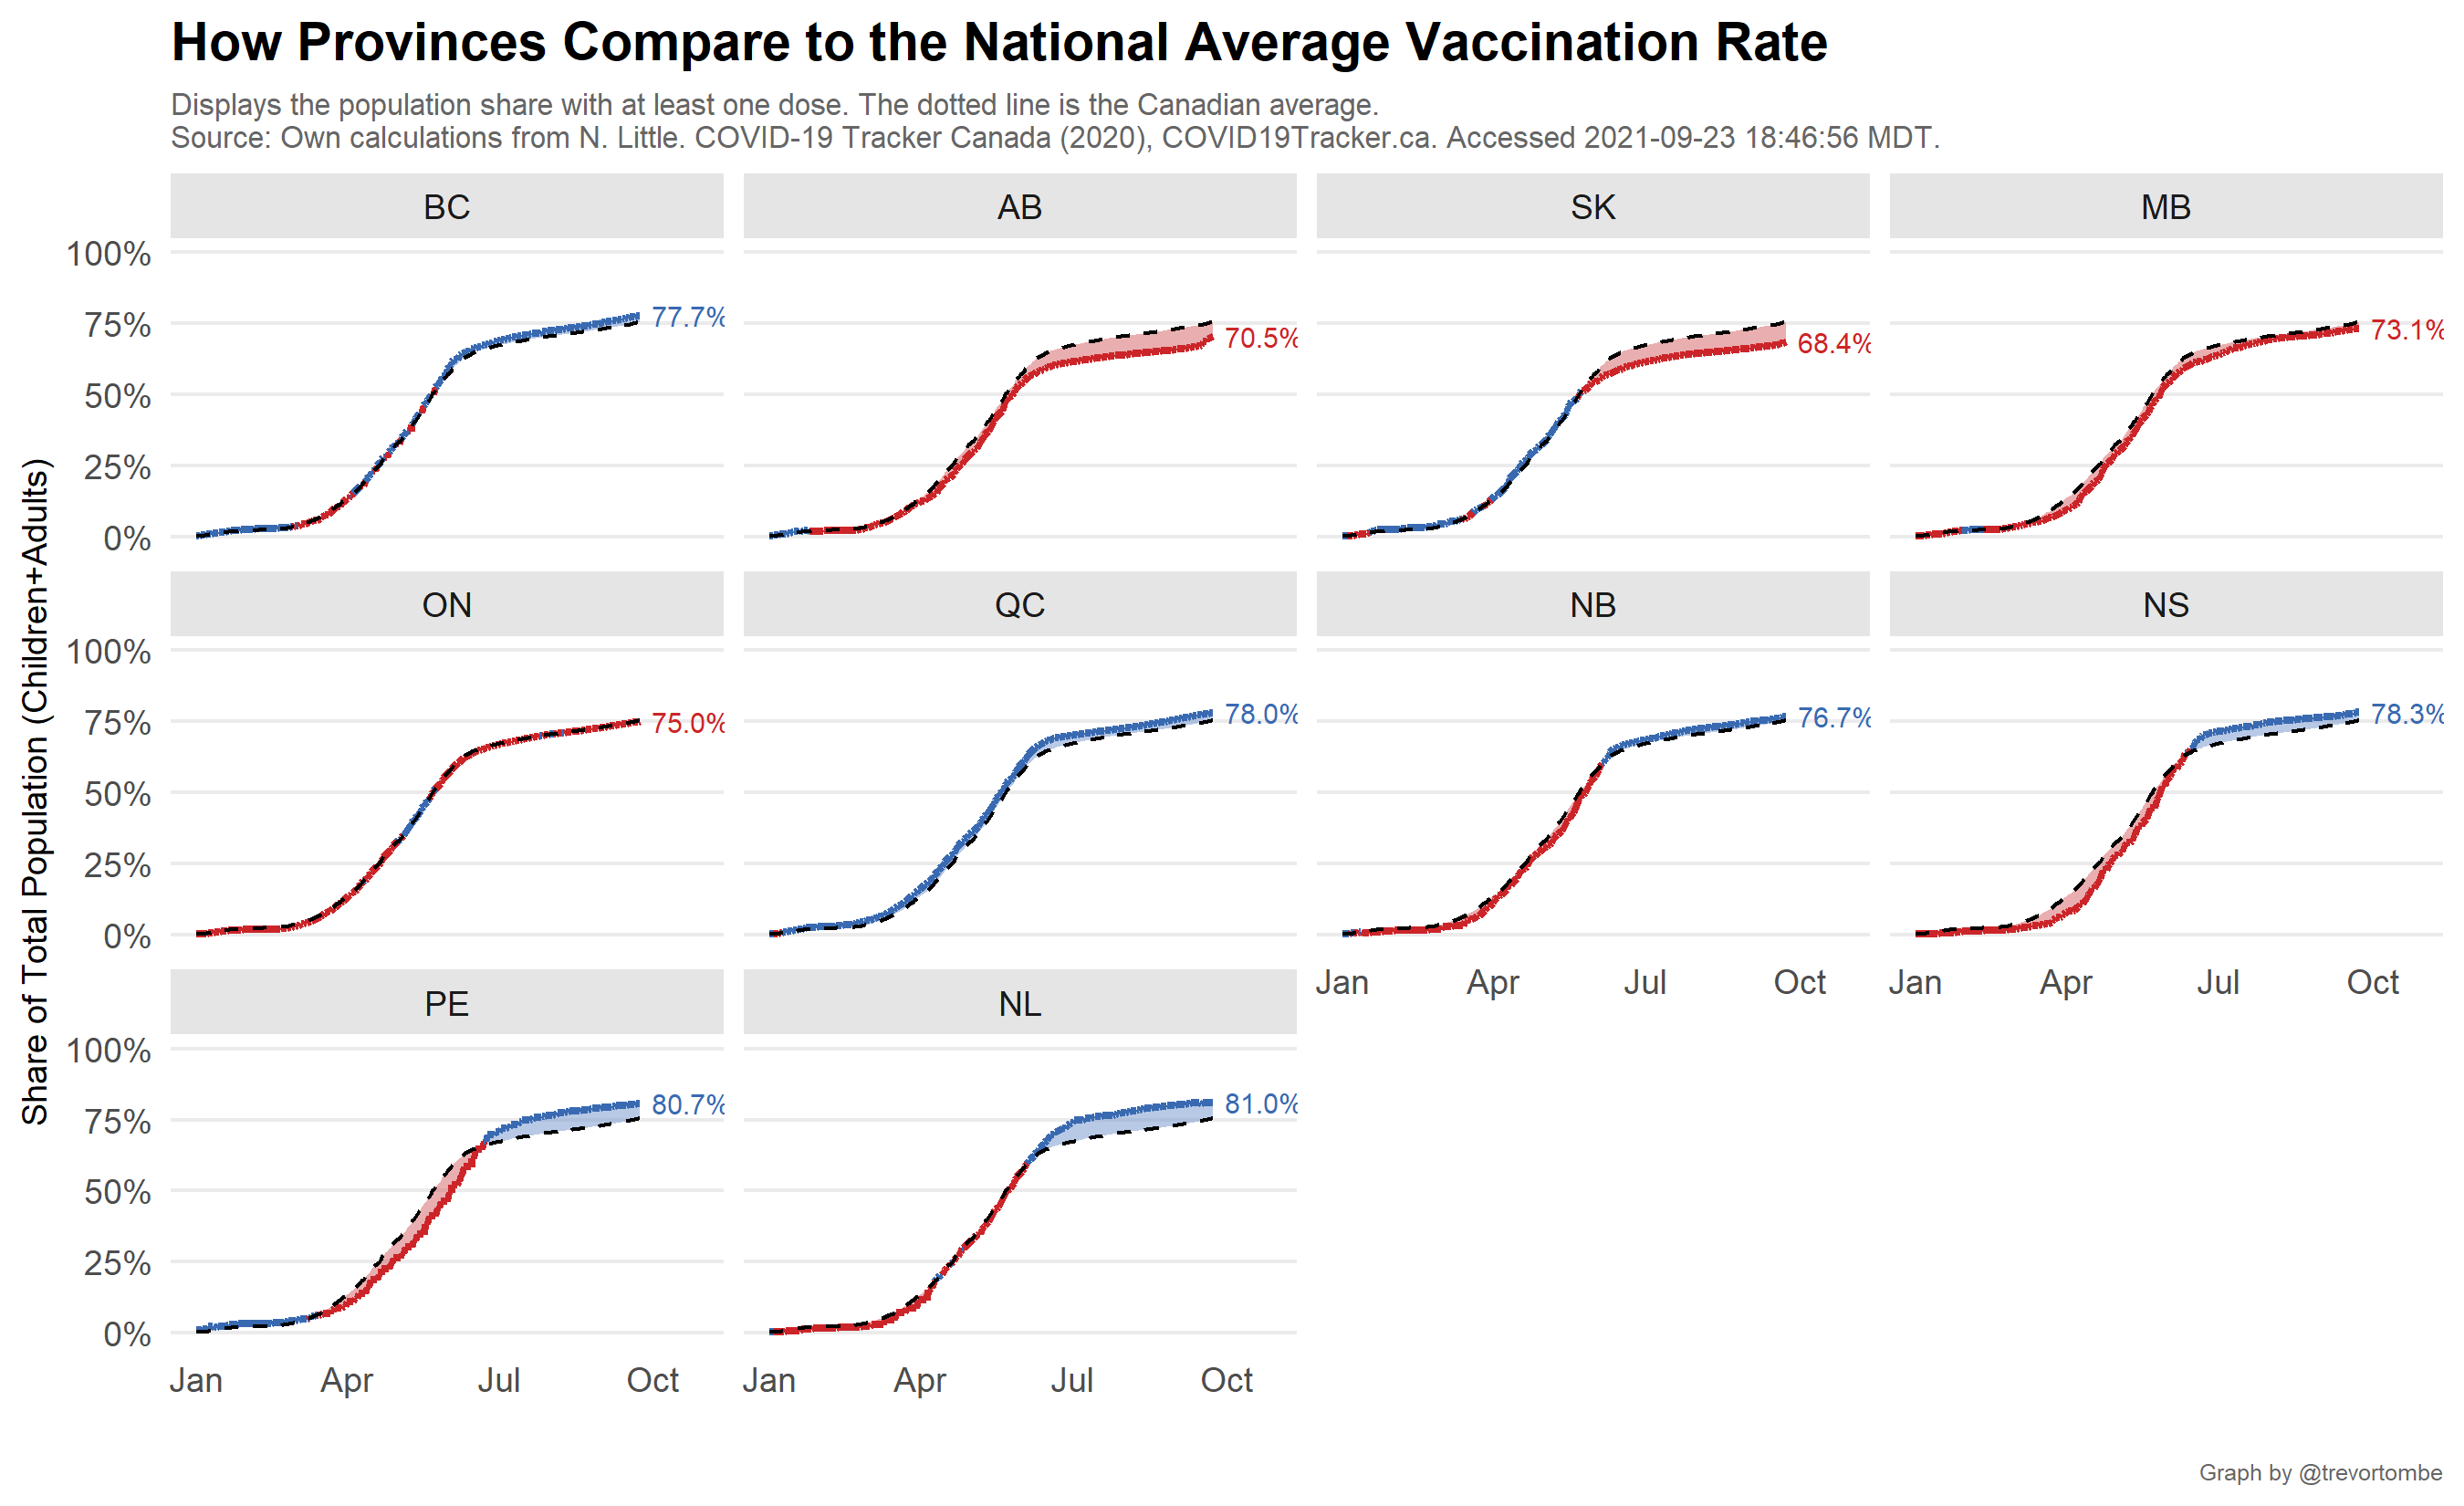 How Provinces Compare to the National Average Vaccination Rate
Displays the population share with at least one dose. The dotted line is the Canadian average.
Source: Own calculations from N. Little. COVID-19 Tracker Canada (2020), COVID19Tracker.ca. Accessed 2021-09-23 18:46:56 MDT.
Share of Total Population (Children+Adults)
BC AB SK MB
100%
75%
50%
25%
0%
77.7% 70.5% 68.4% 73.1%
ON QC NB NS
100%
75%
50%
25%
0%
75.0% 78.0% 76.7% 78.3%
Jan Apr Jul Oct Jan Apr Jul Oct
PE NL
100%
75%
50%
25%
0%
80.7% 81.0%
Jan Apr Jul Oct Jan Apr Jul Oct
Graph by @trevortombe